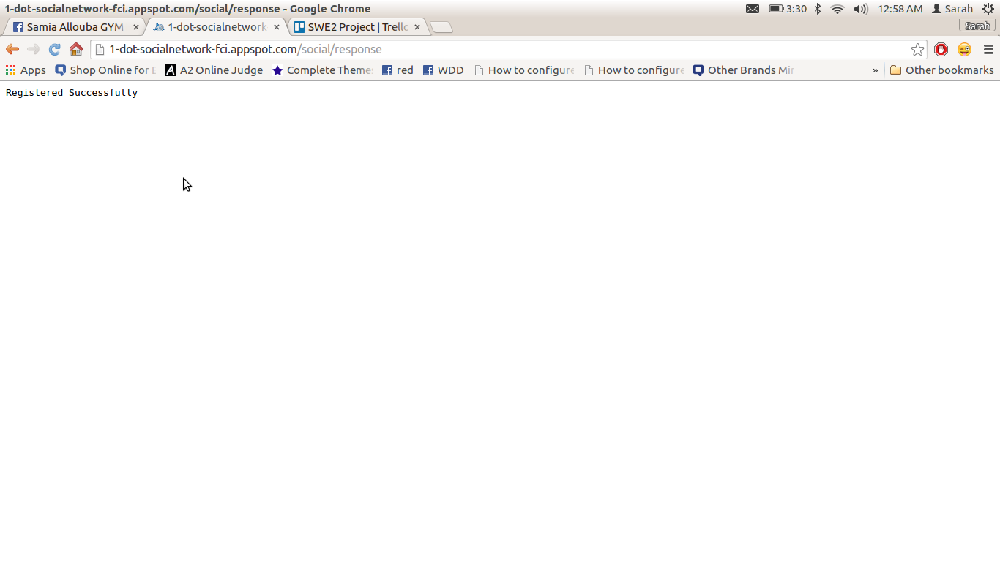 1-dot-socialnetwork-fci.appspot.com/social/response - Google Chrome
3:30
12:58 AM
Sarah
Samia Allouba GYM
1-dot-socialnetwork
SWE2 Project | Trello
Sarah
1-dot-socialnetwork-fci.appspot.com/social/response
Apps
Shop Online for
A2 Online Judge
Complete Themes
red
WDD
How to configure
How to configure
Other Brands
»
Other bookmarks
Registered Successfully